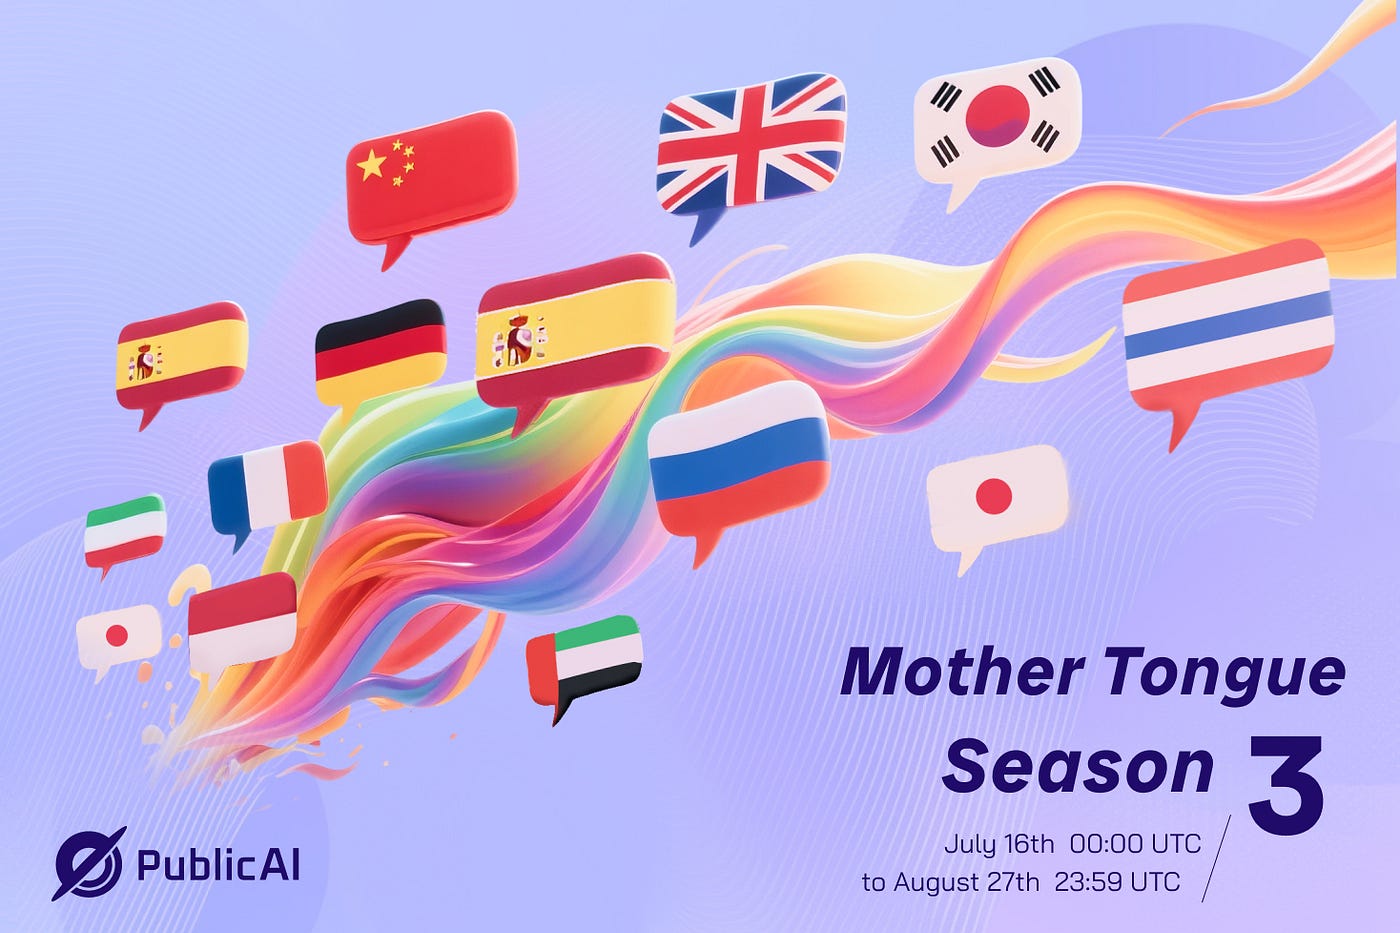 Mother Tongue
Season 3
July 16th 00:00 UTC
to August 27th 23:59 UTC
PublicAI